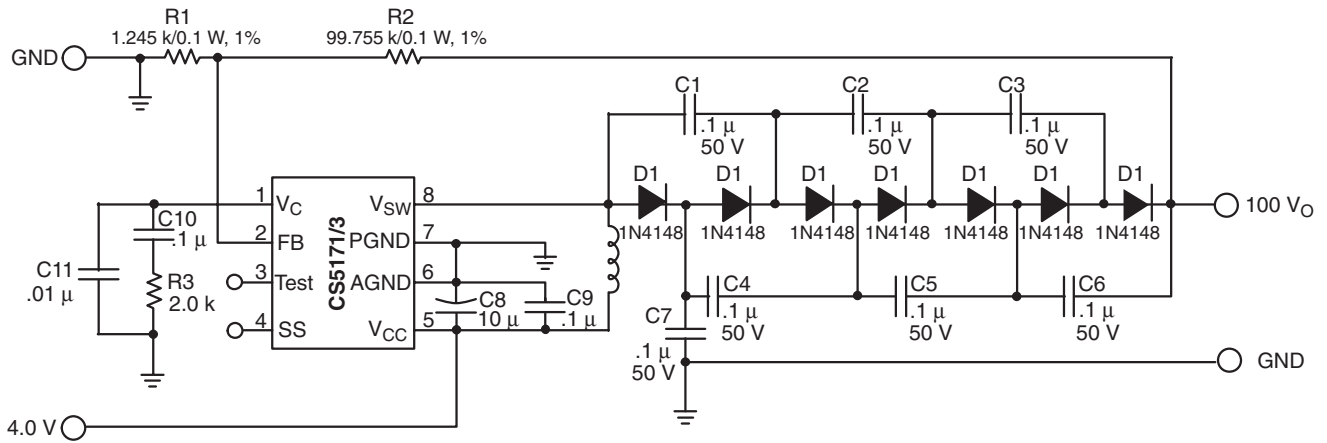 R1
1.245 k/0.1 W, 1%
R2
99.755 k/0.1 W, 1%
GND
C1
.1 μ
50 V
C2
.1 μ
50 V
C3
.1 μ
50 V
D1
1N4148
D1
1N4148
D1
1N4148
D1
1N4148
D1
1N4148
D1
1N4148
D1
1N4148
100 VO
1
VC
VSW
8
2
FB
PGND
7
3
Test
AGND
6
4
SS
VCC
5
CS5171/3
C10
.1 μ
C11
.01 μ
R3
2.0 k
C8
10 μ
C9
.1 μ
C7
.1 μ
50 V
C4
.1 μ
50 V
C5
.1 μ
50 V
C6
.1 μ
50 V
GND
4.0 V